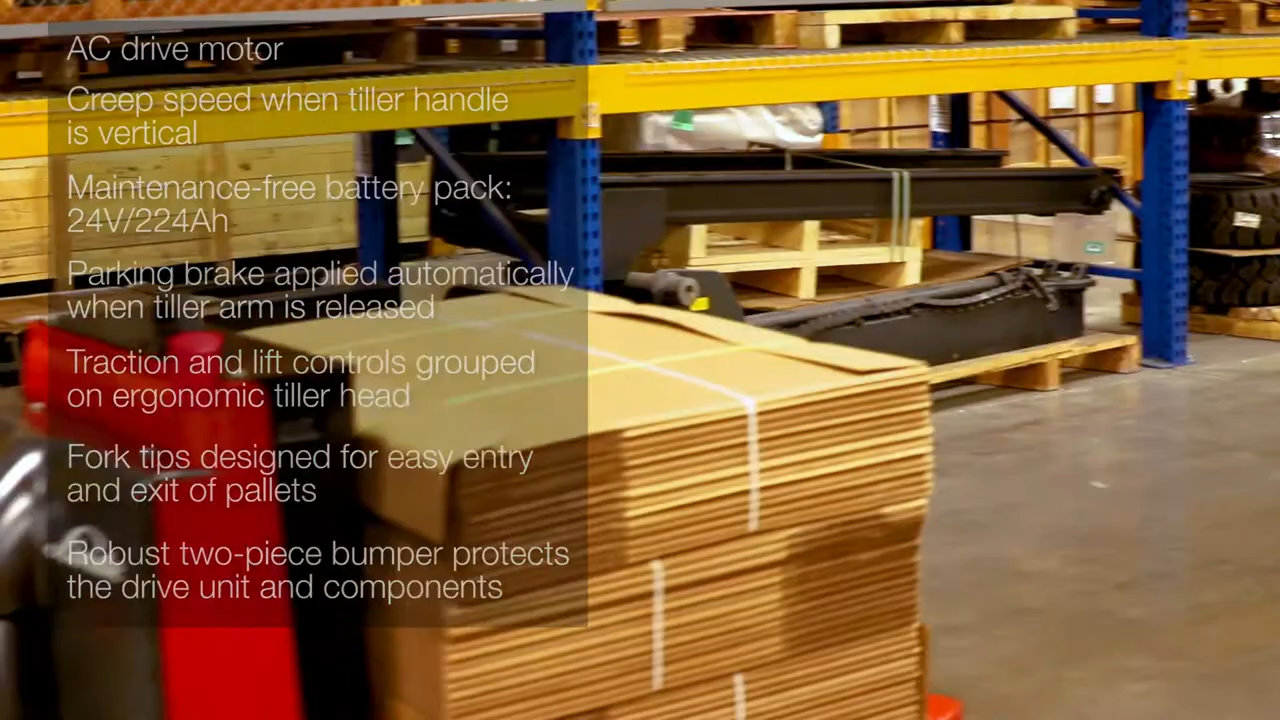 AC drive motor
Creep speed when tiller handle
is vertical
Maintenance-free battery pack:
24V/224Ah
Parking brake applied automatically
when tiller arm is released
Traction and lift controls grouped
on ergonomic tiller head
Fork tips designed for easy entry
and exit of pallets
Robust two-piece bumper protects
the drive unit and components